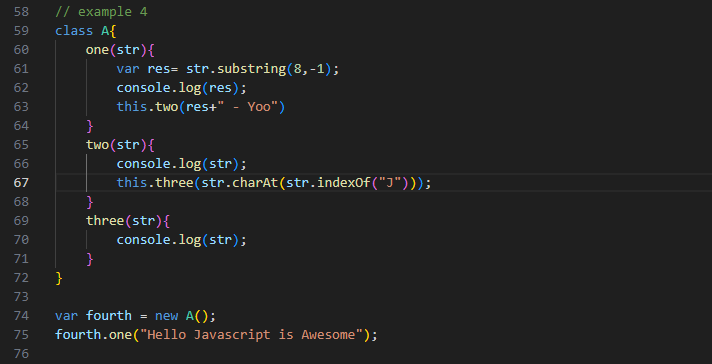 58 // example 4
59 class A{
60     one(str){
61         var res= str.substring(8,-1);
62         console.log(res);
63         this.two(res+" - Yoo")
64     }
65     two(str){
66         console.log(str);
67         this.three(str.charAt(str.indexOf("J")));
68     }
69     three(str){
70         console.log(str);
71     }
72 }
73
74 var fourth = new A();
75 fourth.one("Hello Javascript is Awesome");
76